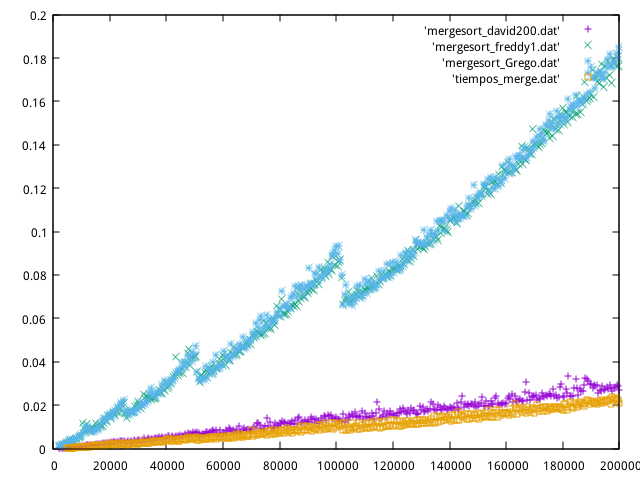 0.2
0.18
0.16
0.14
0.12
0.1
0.08
0.06
0.04
0.02
0
'mergesort_david200.dat'
'mergesort_freddy1.dat'
'mergesort_Grego.dat'
'tiempos_merge.dat'
0 20000 40000 60000 80000 100000 120000 140000 160000 180000 200000